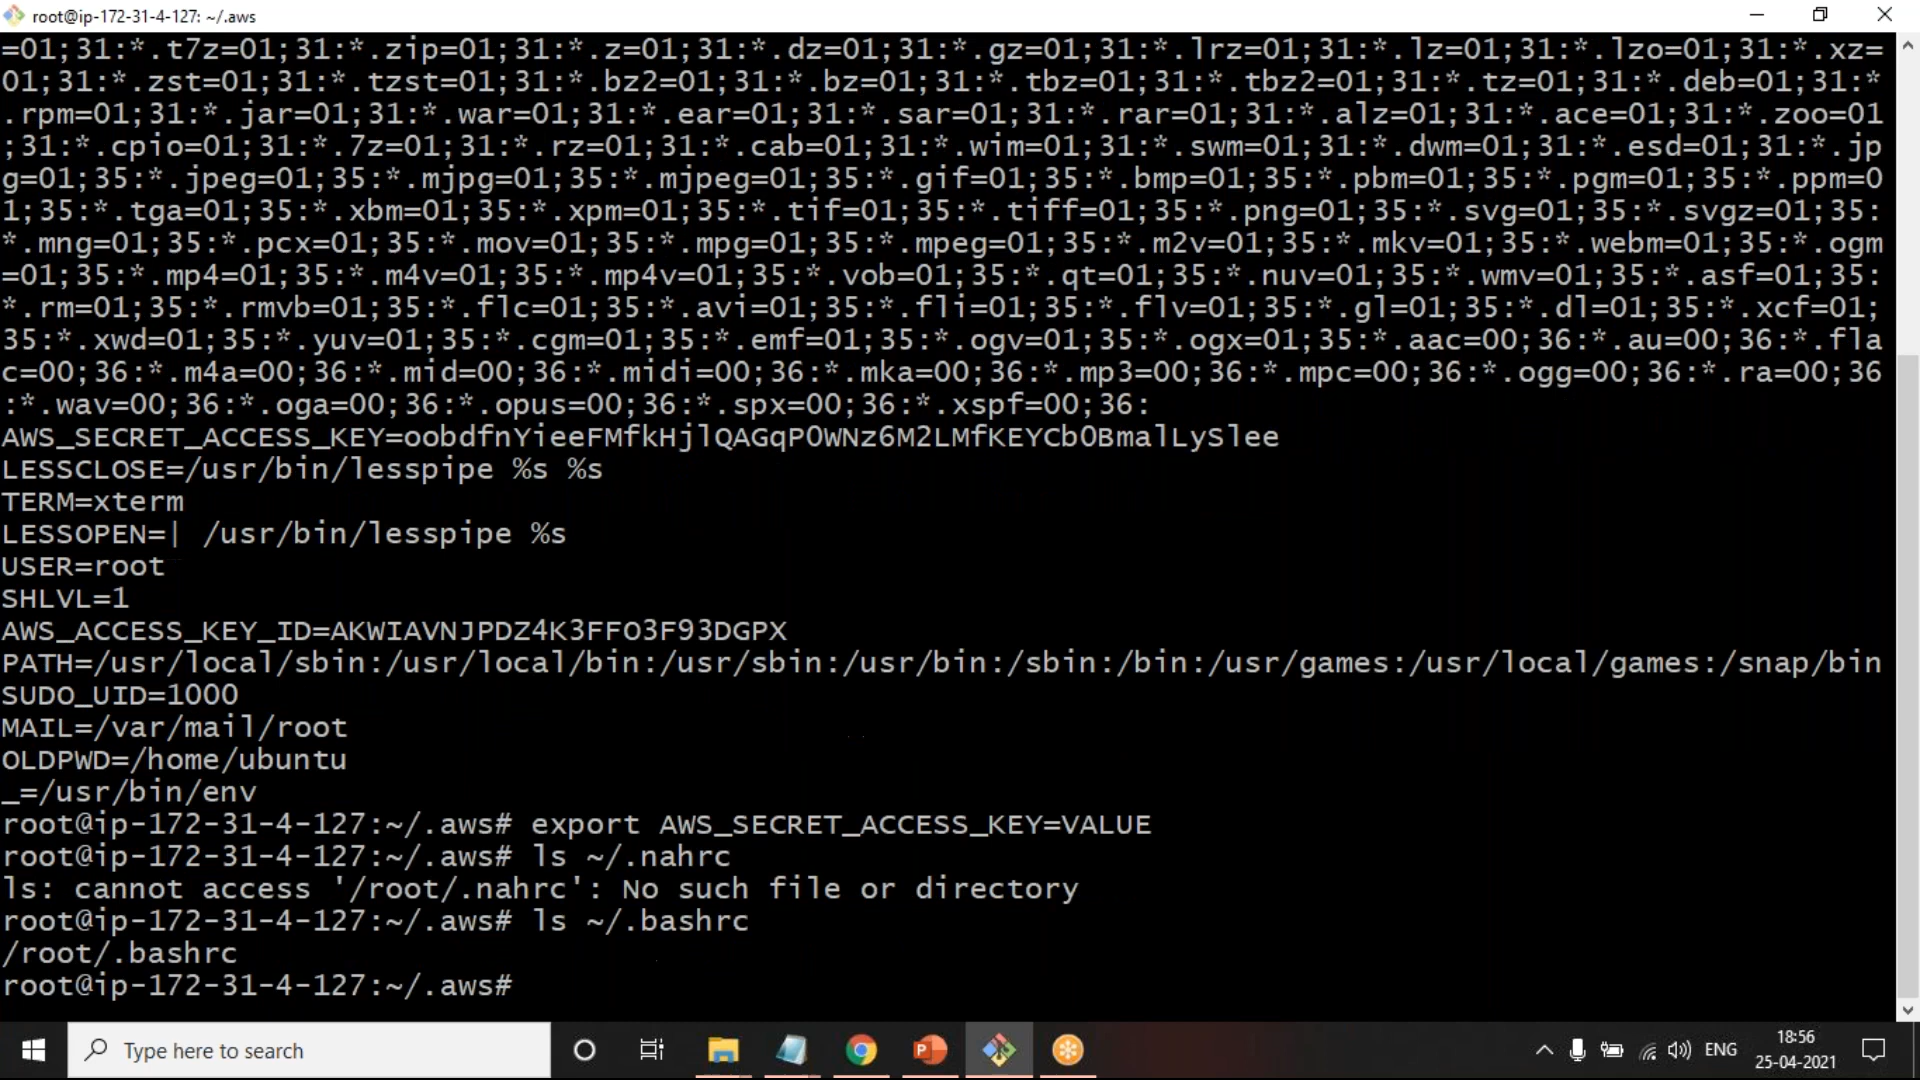 root@ip-172-31-4-127: ~/.aws
=01;31:*.t7z=01;31:*.zip=01;31:*.z=01;31:*.dz=01;31:*.gz=01;31:*.lrz=01;31:*.lz=01;31:*.lzo=01;31:*.xz=
01;31:*.zst=01;31:*.tzst=01;31:*.bz2=01;31:*.bz=01;31:*.tbz=01;31:*.tbz2=01;31:*.tz=01;31:*.deb=01;31:*
.rpm=01;31:*.jar=01;31:*.war=01;31:*.ear=01;31:*.sar=01;31:*.rar=01;31:*.alz=01;31:*.ace=01;31:*.zoo=01
;31:*.cpio=01;31:*.7z=01;31:*.rz=01;31:*.cab=01;31:*.wim=01;31:*.swm=01;31:*.dwm=01;31:*.esd=01;31:*.jp
g=01;35:*.jpeg=01;35:*.mjpg=01;35:*.mjpeg=01;35:*.gif=01;35:*.bmp=01;35:*.pbm=01;35:*.pgm=01;35:*.ppm=0
1;35:*.tga=01;35:*.xbm=01;35:*.xpm=01;35:*.tif=01;35:*.tiff=01;35:*.png=01;35:*.svg=01;35:*.svgz=01;35:
*.mng=01;35:*.pcx=01;35:*.mov=01;35:*.mpg=01;35:*.mpeg=01;35:*.m2v=01;35:*.mkv=01;35:*.webm=01;35:*.ogm
=01;35:*.mp4=01;35:*.m4v=01;35:*.mp4v=01;35:*.vob=01;35:*.qt=01;35:*.nuv=01;35:*.wmv=01;35:*.asf=01;35:
*.rm=01;35:*.rmvb=01;35:*.flc=01;35:*.avi=01;35:*.fli=01;35:*.flv=01;35:*.gl=01;35:*.dl=01;35:*.xcf=01;
35:*.xwd=01;35:*.yuv=01;35:*.cgm=01;35:*.emf=01;35:*.ogv=01;35:*.ogx=01;35:*.aac=00;36:*.au=00;36:*.fla
c=00;36:*.m4a=00;36:*.mid=00;36:*.midi=00;36:*.mka=00;36:*.mp3=00;36:*.mpc=00;36:*.ogg=00;36:*.ra=00;36
:*.wav=00;36:*.oga=00;36:*.opus=00;36:*.spx=00;36:*.xspf=00;36:
AWS_SECRET_ACCESS_KEY=oobdfnYieeFMfkHjlQAGqP0WNz6M2LMfKEYCbOBmalLySlee
LESSCLOSE=/usr/bin/lesspipe %s %s
TERM=xterm
LESSOPEN=| /usr/bin/lesspipe %s
USER=root
SHLVL=1
AWS_ACCESS_KEY_ID=AKWIAVNJPDZ4K3FFO3F93DGPX
PATH=/usr/local/sbin:/usr/local/bin:/usr/sbin:/usr/bin:/sbin:/bin:/usr/games:/usr/local/games:/snap/bin
SUDO_UID=1000
MAIL=/var/mail/root
OLDPWD=/home/ubuntu
_=/usr/bin/env
root@ip-172-31-4-127:~/.aws# export AWS_SECRET_ACCESS_KEY=VALUE
root@ip-172-31-4-127:~/.aws# ls ~/.nahrc
ls: cannot access '/root/.nahrc': No such file or directory
root@ip-172-31-4-127:~/.aws# ls ~/.bashrc
/root/.bashrc
root@ip-172-31-4-127:~/.aws#
Type here to search
ENG
18:56
25-04-2021